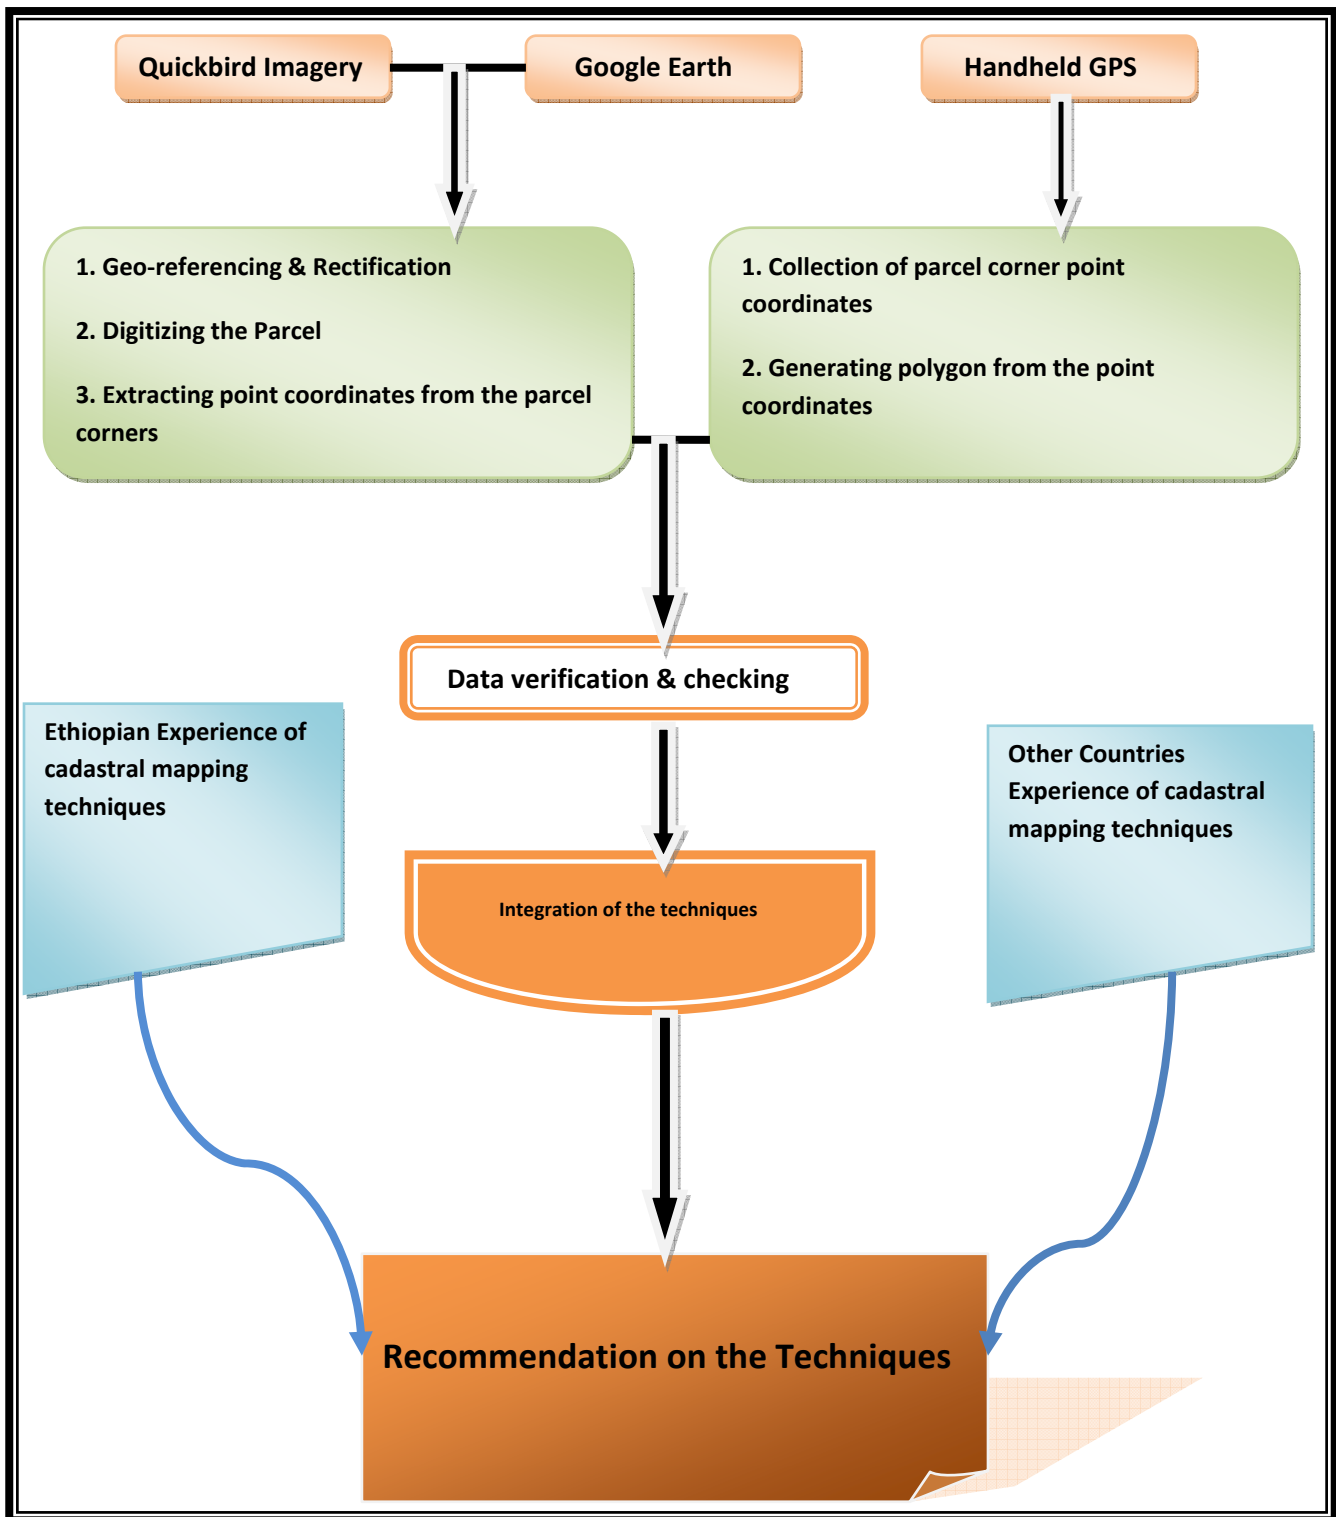 Quickbird Imagery
Google Earth
Handheld GPS
1. Geo-referencing & Rectification
2. Digitizing the Parcel
3. Extracting point coordinates from the parcel
corners
1. Collection of parcel corner point
coordinates
2. Generating polygon from the point
coordinates
Data verification & checking
Ethiopian Experience of
cadastral mapping
techniques
Other Countries
Experience of cadastral
mapping techniques
Integration of the techniques
Recommendation on the Techniques